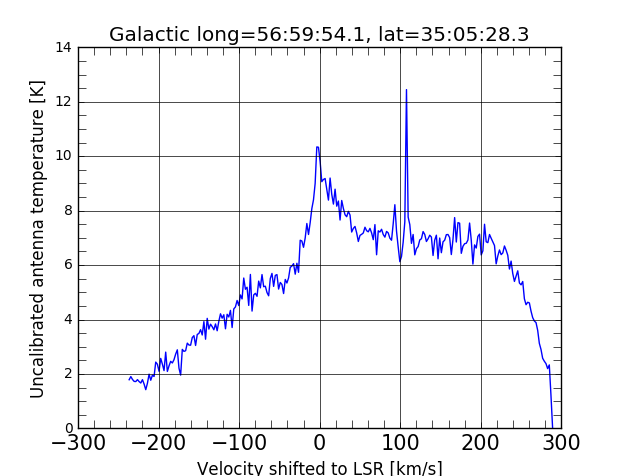 Galactic long=56:59:54.1, lat=35:05:28.3
Uncalibrated antenna temperature [K]
14
12
10
8
6
4
2
0
−300 −200 −100 0 100 200 300
Velocity shifted to LSR [km/s]